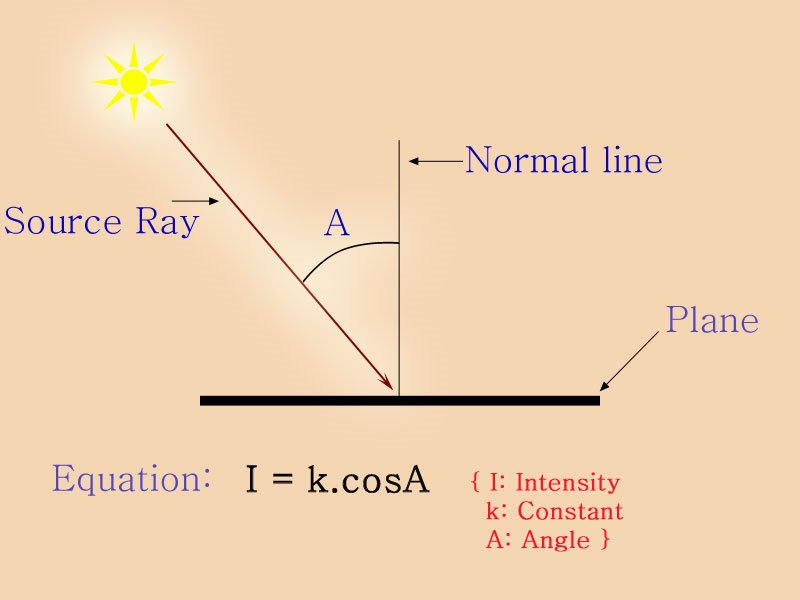 Normal line
Source Ray
A
Plane
Equation: I = k.cosA { I: Intensity
k: Constant
A: Angle }